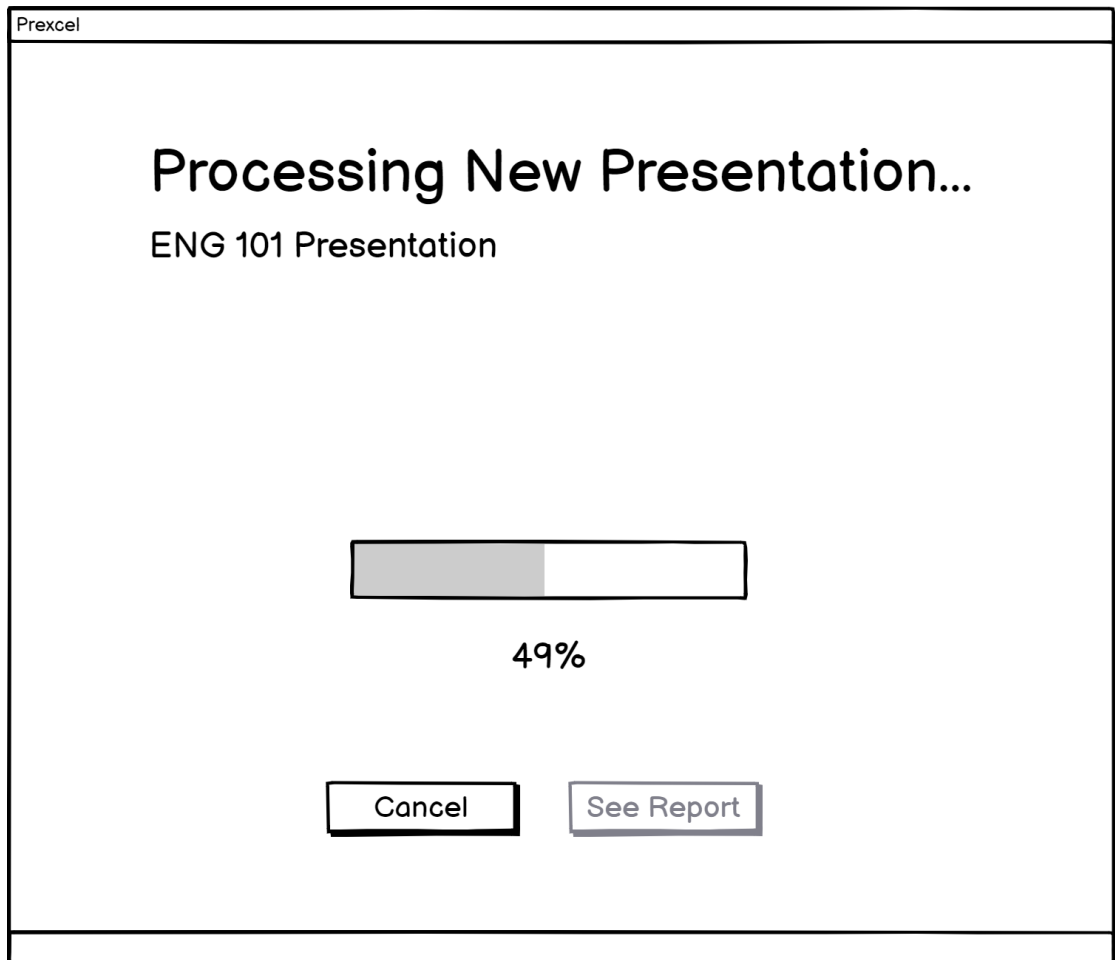 Prexcel
Processing New Presentation...
ENG 101 Presentation
49%
Cancel
See Report